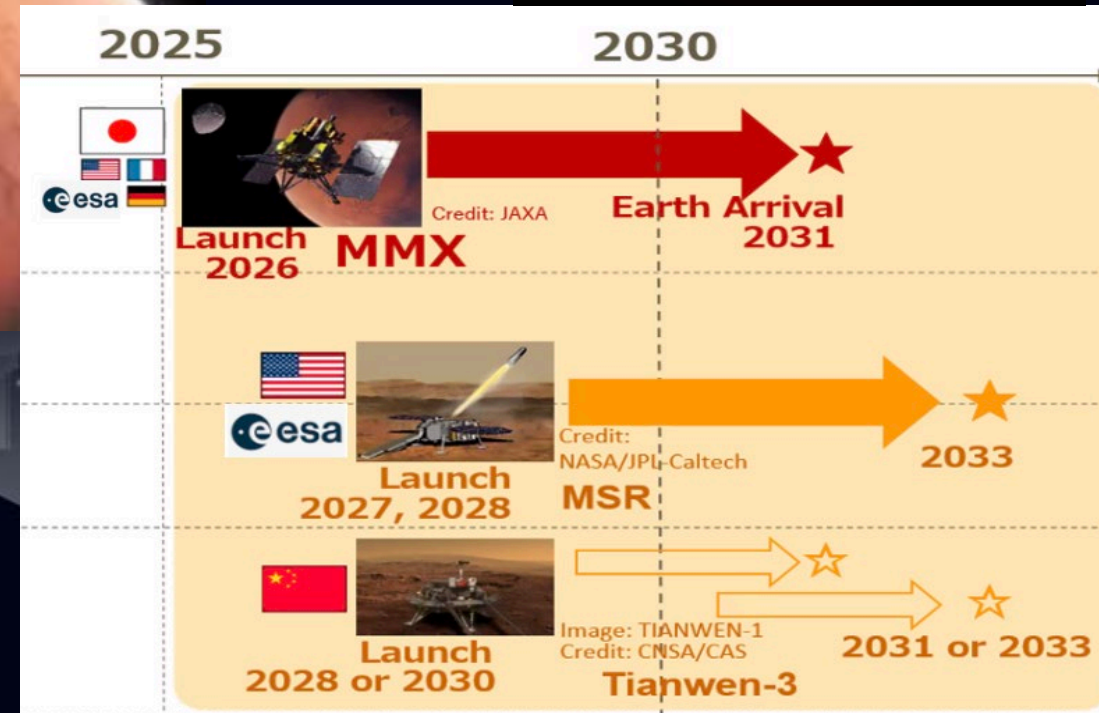 2025
2030
esa
Credit: JAXA
Launch
2026
MMX
Earth Arrival
2031
esa
Credit:
NASA/JPL-Caltech
Launch
2027, 2028
MSR
2033
Image: TIANWEN-1
Credit: CNSA/CAS
Launch
2028 or 2030
Tianwen-3
2031 or 2033